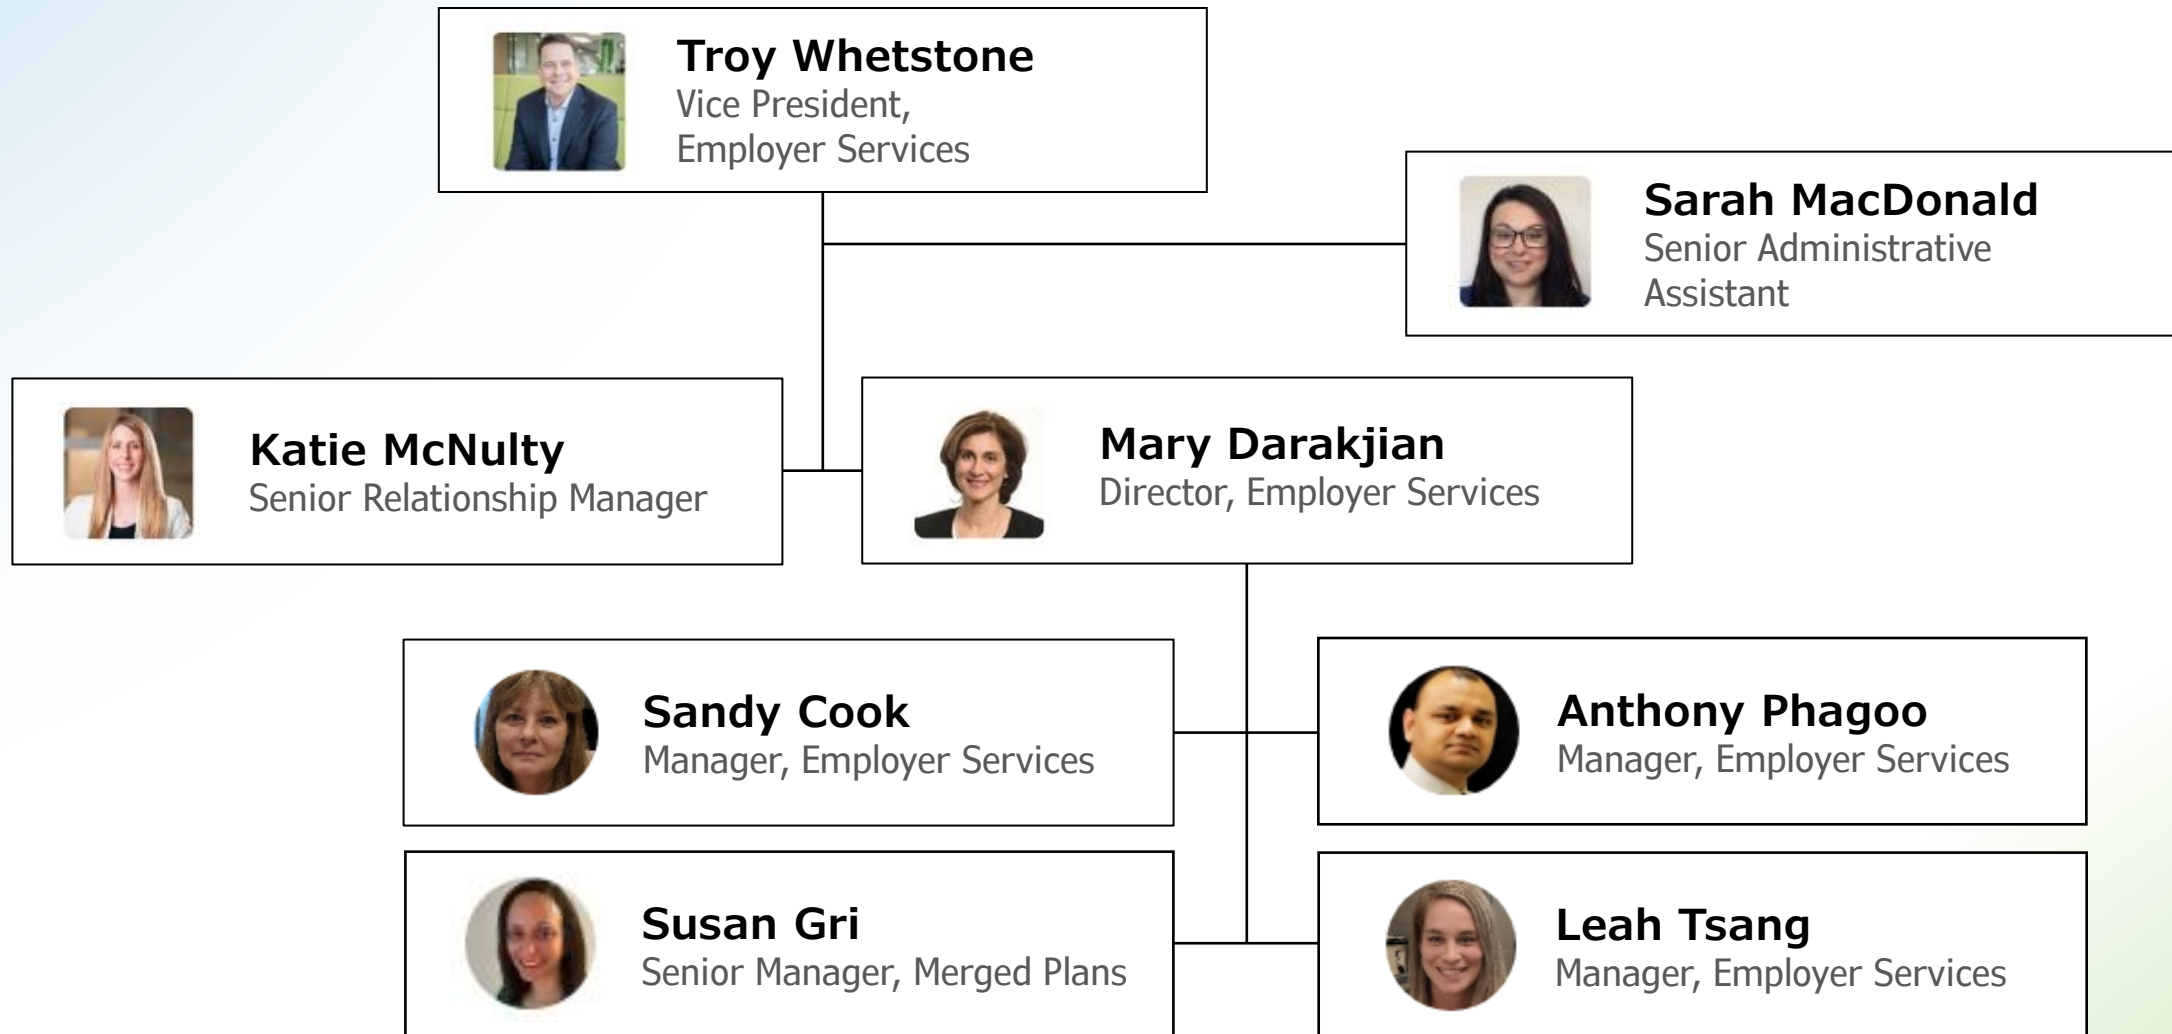 Troy Whetstone
Vice President,
Employer Services
Sarah MacDonald
Senior Administrative
Assistant
Katie McNulty
Senior Relationship Manager
Mary Darakjian
Director, Employer Services
Sandy Cook
Manager, Employer Services
Anthony Phagoo
Manager, Employer Services
Susan Gri
Senior Manager, Merged Plans
Leah Tsang
Manager, Employer Services